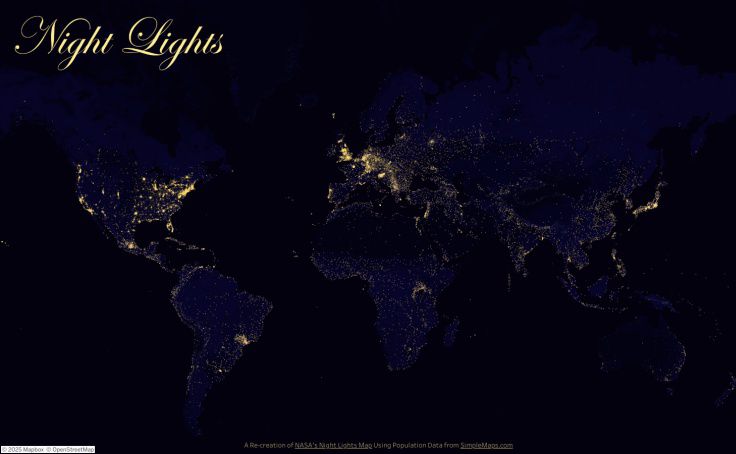 Night Lights
A Re-creation of NASA's Night Lights Map Using Population Data from SimpleMaps.com
© 2025 Mapbox © OpenStreetMap